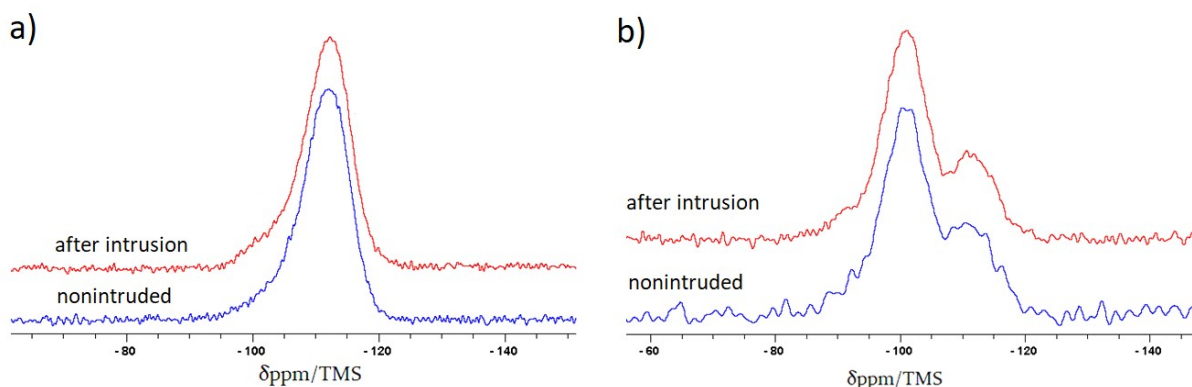 a)
after intrusion
nonintruded
-80 -100 -120 -140
δppm/TMS
b)
after intrusion
nonintruded
-60 -80 -100 -120 -140
δppm/TMS